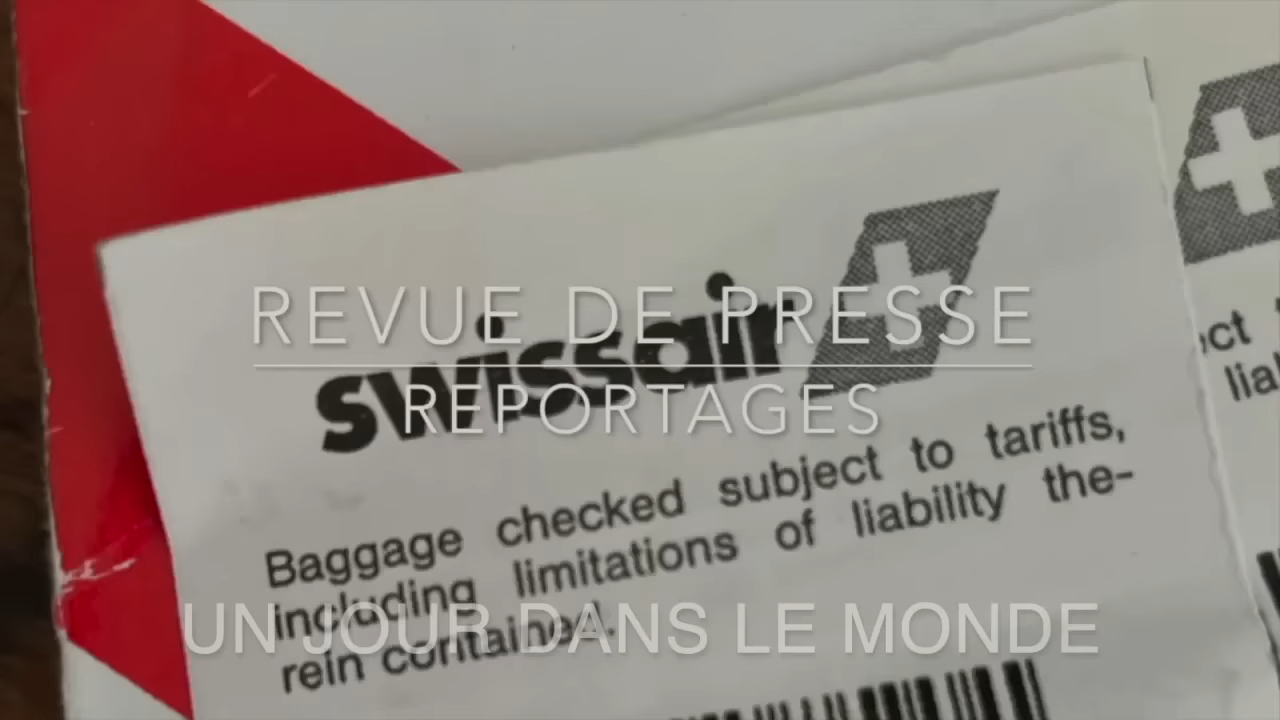 REVUE DE PRESSE
swissair
REPORTAGES
Baggage checked subject to tariffs,
including limitations of liability the-
rein contained.
UN JOUR DANS LE MONDE
ct
lia